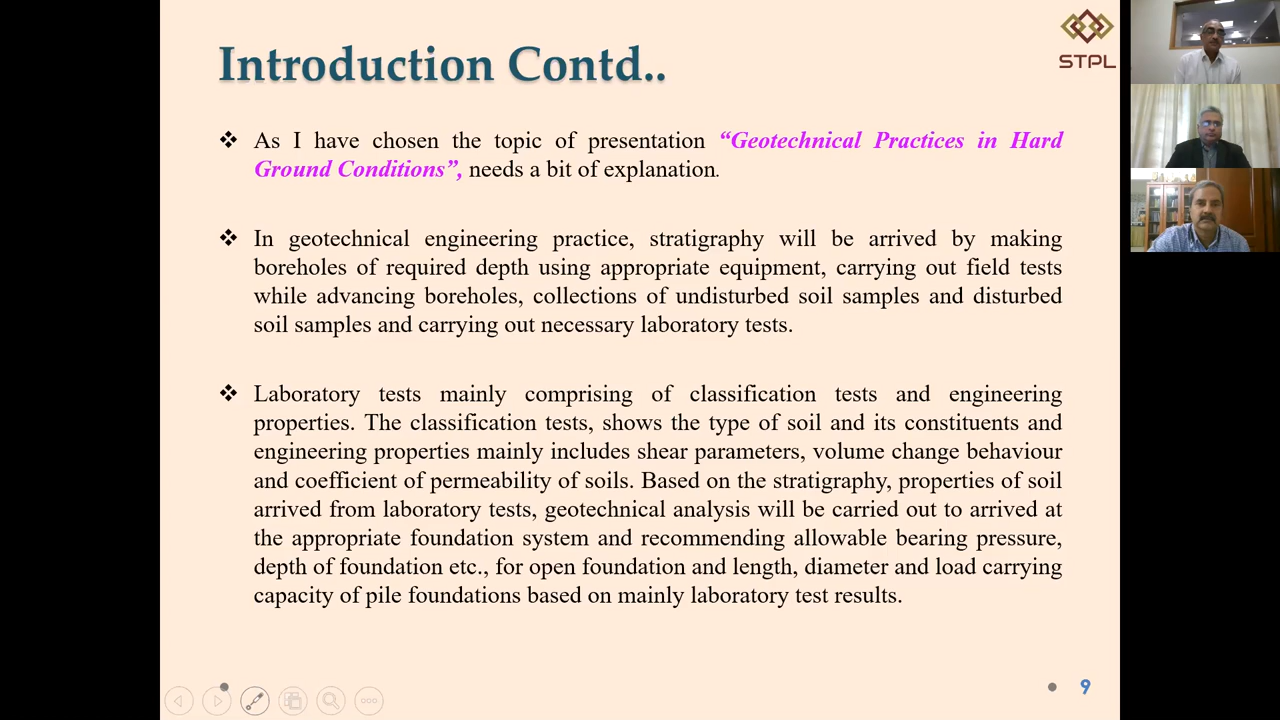 Introduction Contd..
STPL
As I have chosen the topic of presentation “Geotechnical Practices in Hard
Ground Conditions”, needs a bit of explanation.
In geotechnical engineering practice, stratigraphy will be arrived by making
boreholes of required depth using appropriate equipment, carrying out field tests
while advancing boreholes, collections of undisturbed soil samples and disturbed
soil samples and carrying out necessary laboratory tests.
Laboratory tests mainly comprising of classification tests and engineering
properties. The classification tests, shows the type of soil and its constituents and
engineering properties mainly includes shear parameters, volume change behaviour
and coefficient of permeability of soils. Based on the stratigraphy, properties of soil
arrived from laboratory tests, geotechnical analysis will be carried out to arrived at
the appropriate foundation system and recommending allowable bearing pressure,
depth of foundation etc., for open foundation and length, diameter and load carrying
capacity of pile foundations based on mainly laboratory test results.
9